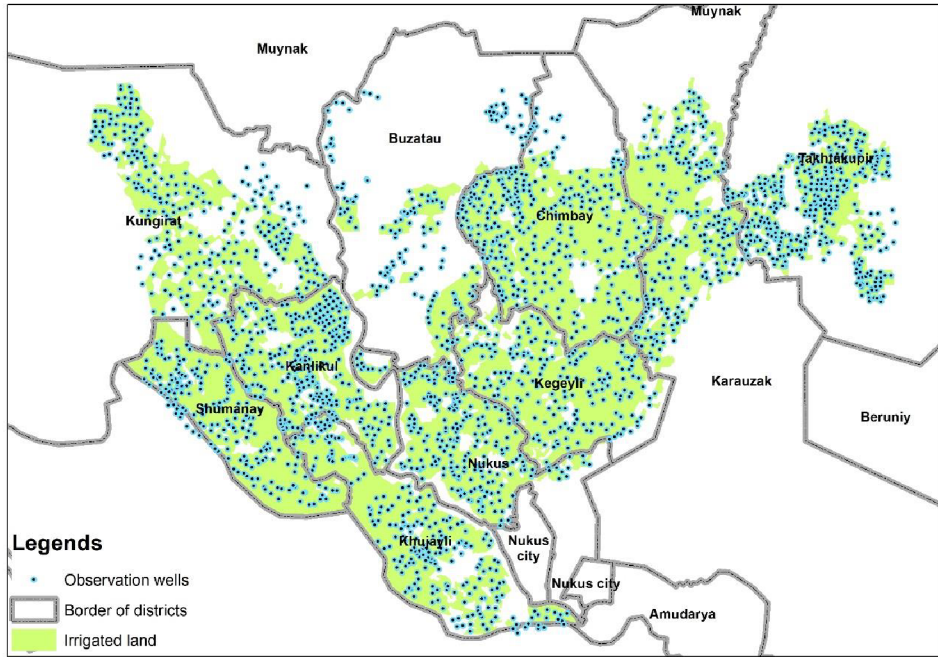 Muynak
Muynak
Buzatau
Takhtakupir
Kungirat
Chimbay
Kanlikul
Kegeyli
Karauzak
Shumanay
Beruniy
Nukus
Khujayli
Nukus
city
Nukus city
Amudarya
Legends
Observation wells
Border of districts
Irrigated land